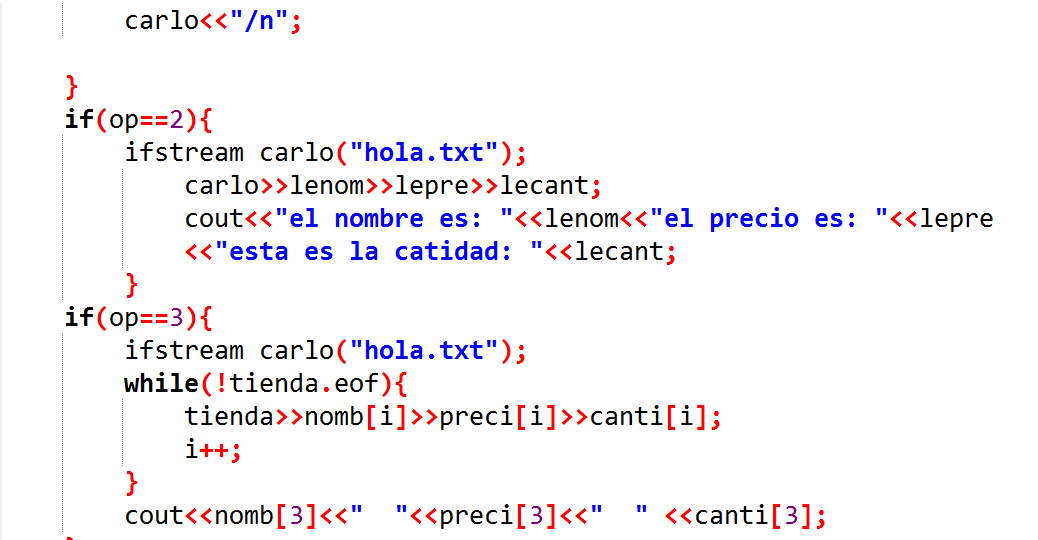 carlo<<"/n";
}
if(op==2){
ifstream carlo("hola.txt");
carlo>>lenom>>lepre>>lecant;
cout<<"el nombre es: "<<lenom<<"el precio es: "<<lepre
<<"esta es la catidad: "<<lecant;
}
if(op==3){
ifstream carlo("hola.txt");
while(!tienda.eof){
tienda>>nomb[i]>>preci[i]>>canti[i];
i++;
}
cout<<nomb[3]<<"  "<<preci[3]<<"  " <<canti[3];